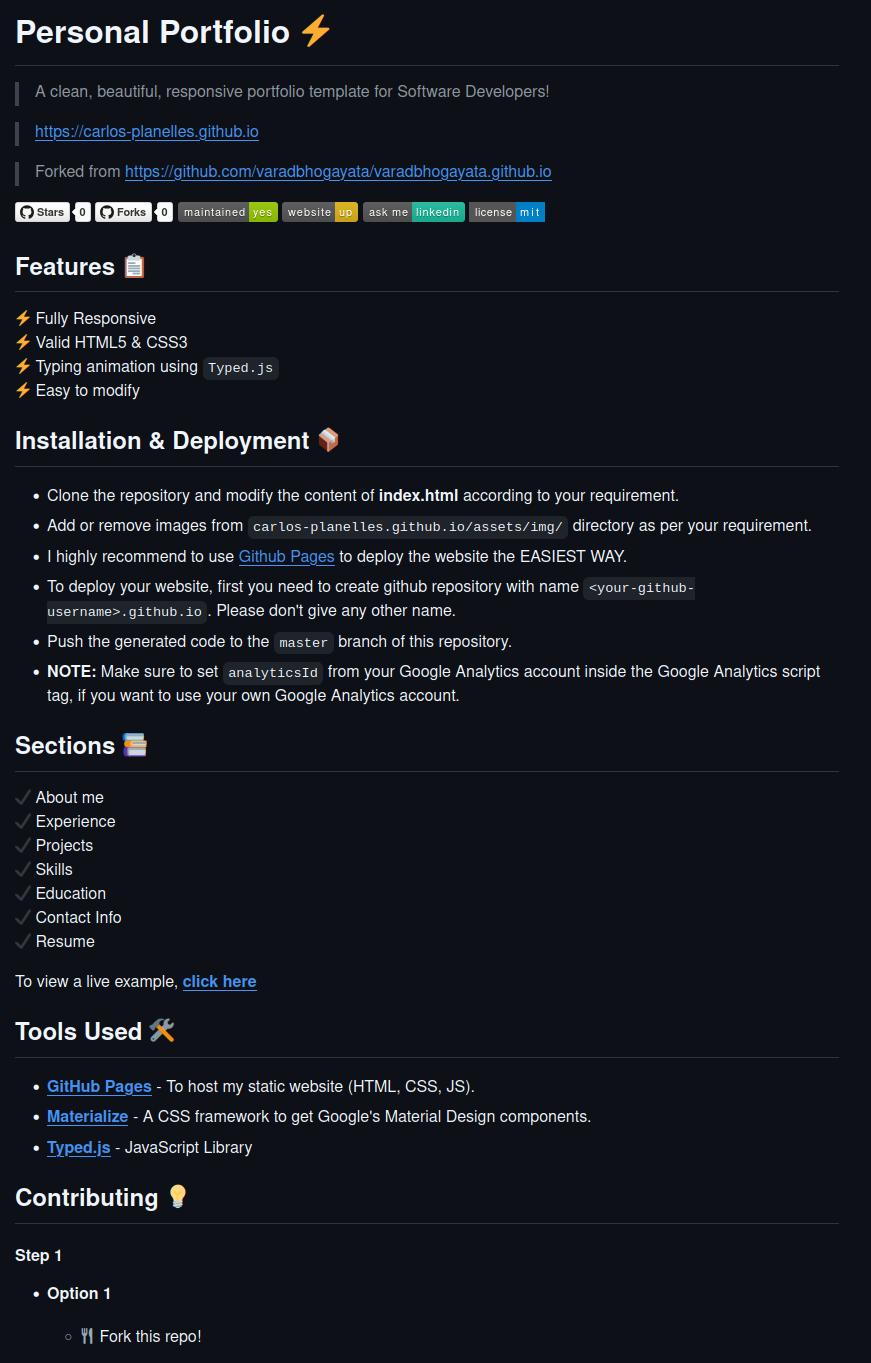 Personal Portfolio ⚡
A clean, beautiful, responsive portfolio template for Software Developers!
https://carlos-planelles.github.io
Forked from https://github.com/varadbhogayata/varadbhogayata.github.io
Stars 0 Forks 0 maintained yes website up ask me linkedin license mit
Features 📋
⚡ Fully Responsive
⚡ Valid HTML5 & CSS3
⚡ Typing animation using Typed.js
⚡ Easy to modify
Installation & Deployment 📦
• Clone the repository and modify the content of index.html according to your requirement.
• Add or remove images from carlos-planelles.github.io/assets/img/ directory as per your requirement.
• I highly recommend to use Github Pages to deploy the website the EASIEST WAY.
• To deploy your website, first you need to create github repository with name <your-github-
username>.github.io. Please don't give any other name.
• Push the generated code to the master branch of this repository.
• NOTE: Make sure to set analyticsId from your Google Analytics account inside the Google Analytics script
tag, if you want to use your own Google Analytics account.
Sections 📚
✔ About me
✔ Experience
✔ Projects
✔ Skills
✔ Education
✔ Contact Info
✔ Resume
To view a live example, click here
Tools Used 🛠
• GitHub Pages - To host my static website (HTML, CSS, JS).
• Materialize - A CSS framework to get Google's Material Design components.
• Typed.js - JavaScript Library
Contributing 💡
Step 1
• Option 1
◦ 🍴 Fork this repo!